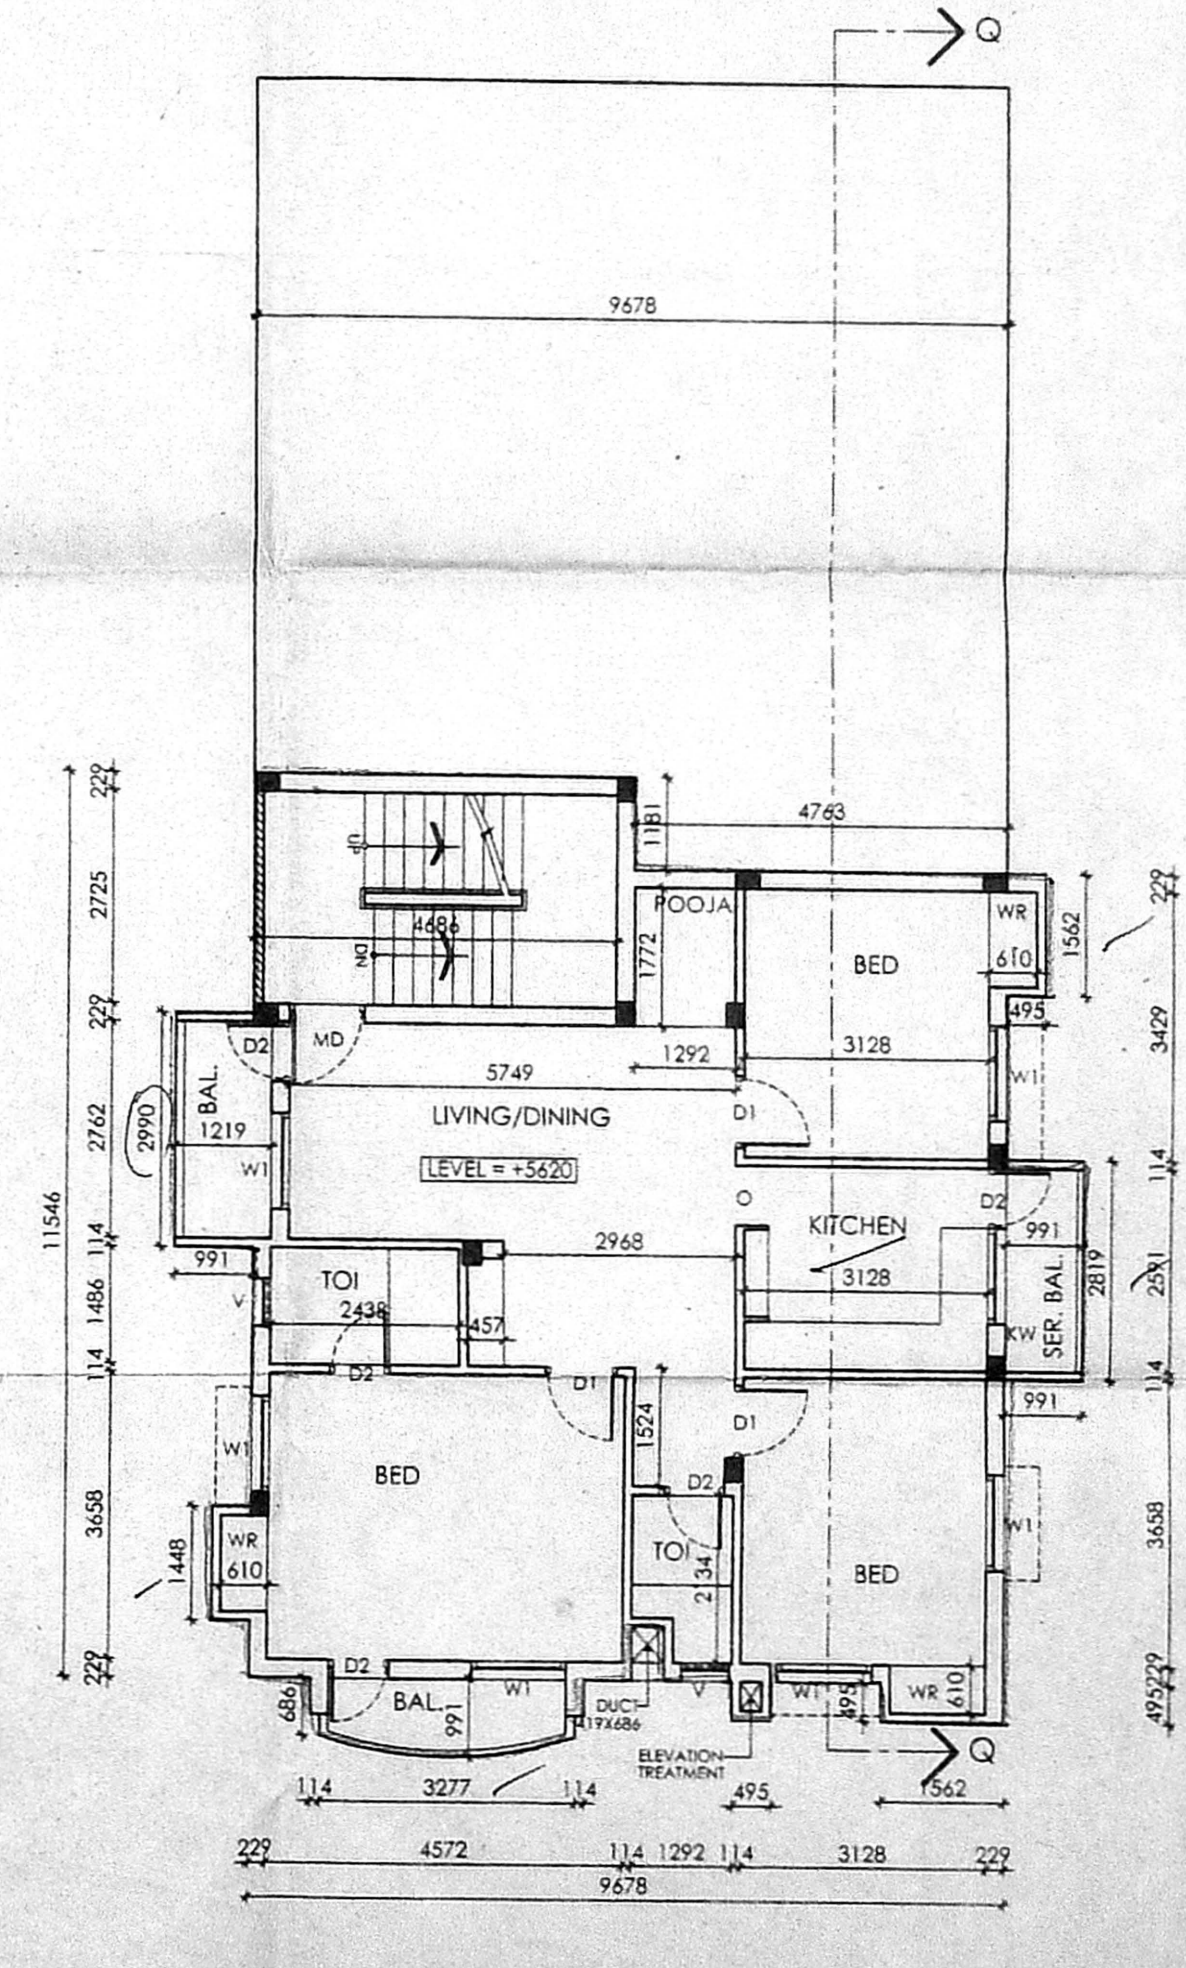 Q
9678
229
4763
1181
UP
2725
229
POOJA
WR
1562
4686
610
BED
DN
1772
229
495
3429
D2
MD
1292
3128
W1
BAL.
5749
D1
2990
2762
LIVING/DINING
1219
W1
LEVEL = +5620
114
O
D2
11546
KITCHEN
991
114
2968
991
TOI
3128
2819
2591
V
2438
1486
457
SER. BAL.
KW
114
D2
D1
114
991
1524
D1
W1
BED
D2
3658
W1
3658
WR
1448
TOI
610
2134
BED
229
D2
W1
V
W1
495
WR
610
229
686
BAL.
991
DUCT
419X686
495
ELEVATION
TREATMENT
Q
114
3277
114
495
1562
229
4572
114
1292
114
3128
229
9678